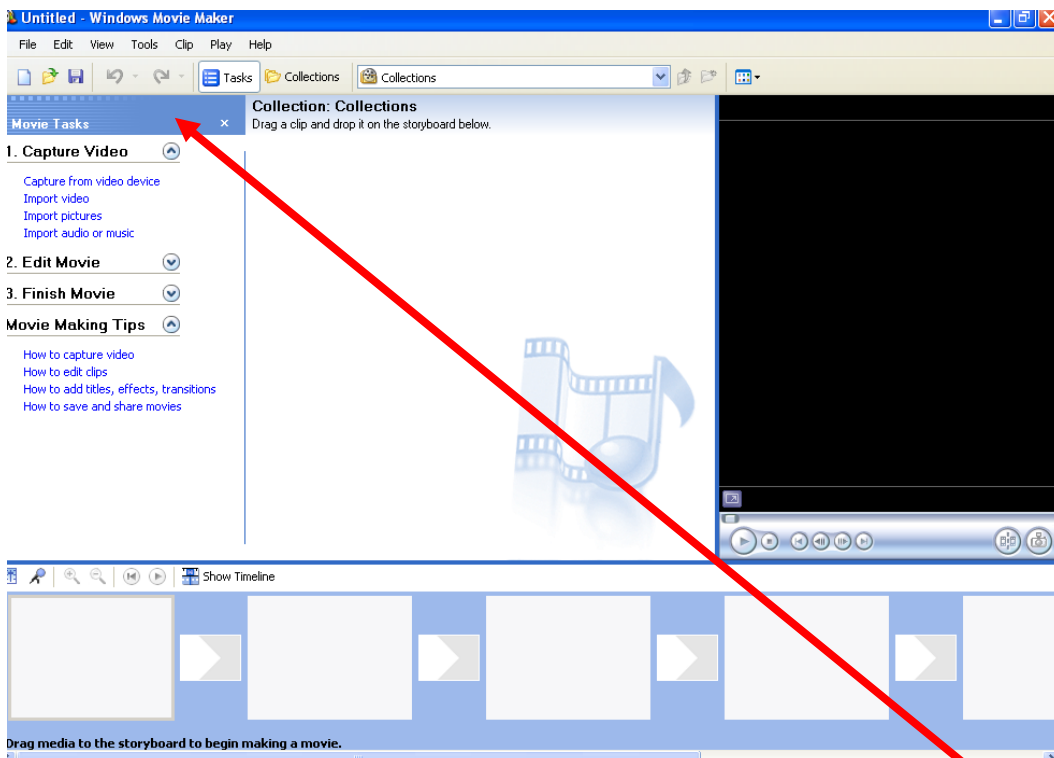 Untitled - Windows Movie Maker
File Edit View Tools Clip Play Help
Tasks Collections Collections
Movie Tasks
Collection: Collections
Drag a clip and drop it on the storyboard below.
1. Capture Video
Capture from video device
Import video
Import pictures
Import audio or music
2. Edit Movie
3. Finish Movie
Movie Making Tips
How to capture video
How to edit clips
How to add titles, effects, transitions
How to save and share movies
Show Timeline
Drag media to the storyboard to begin making a movie.